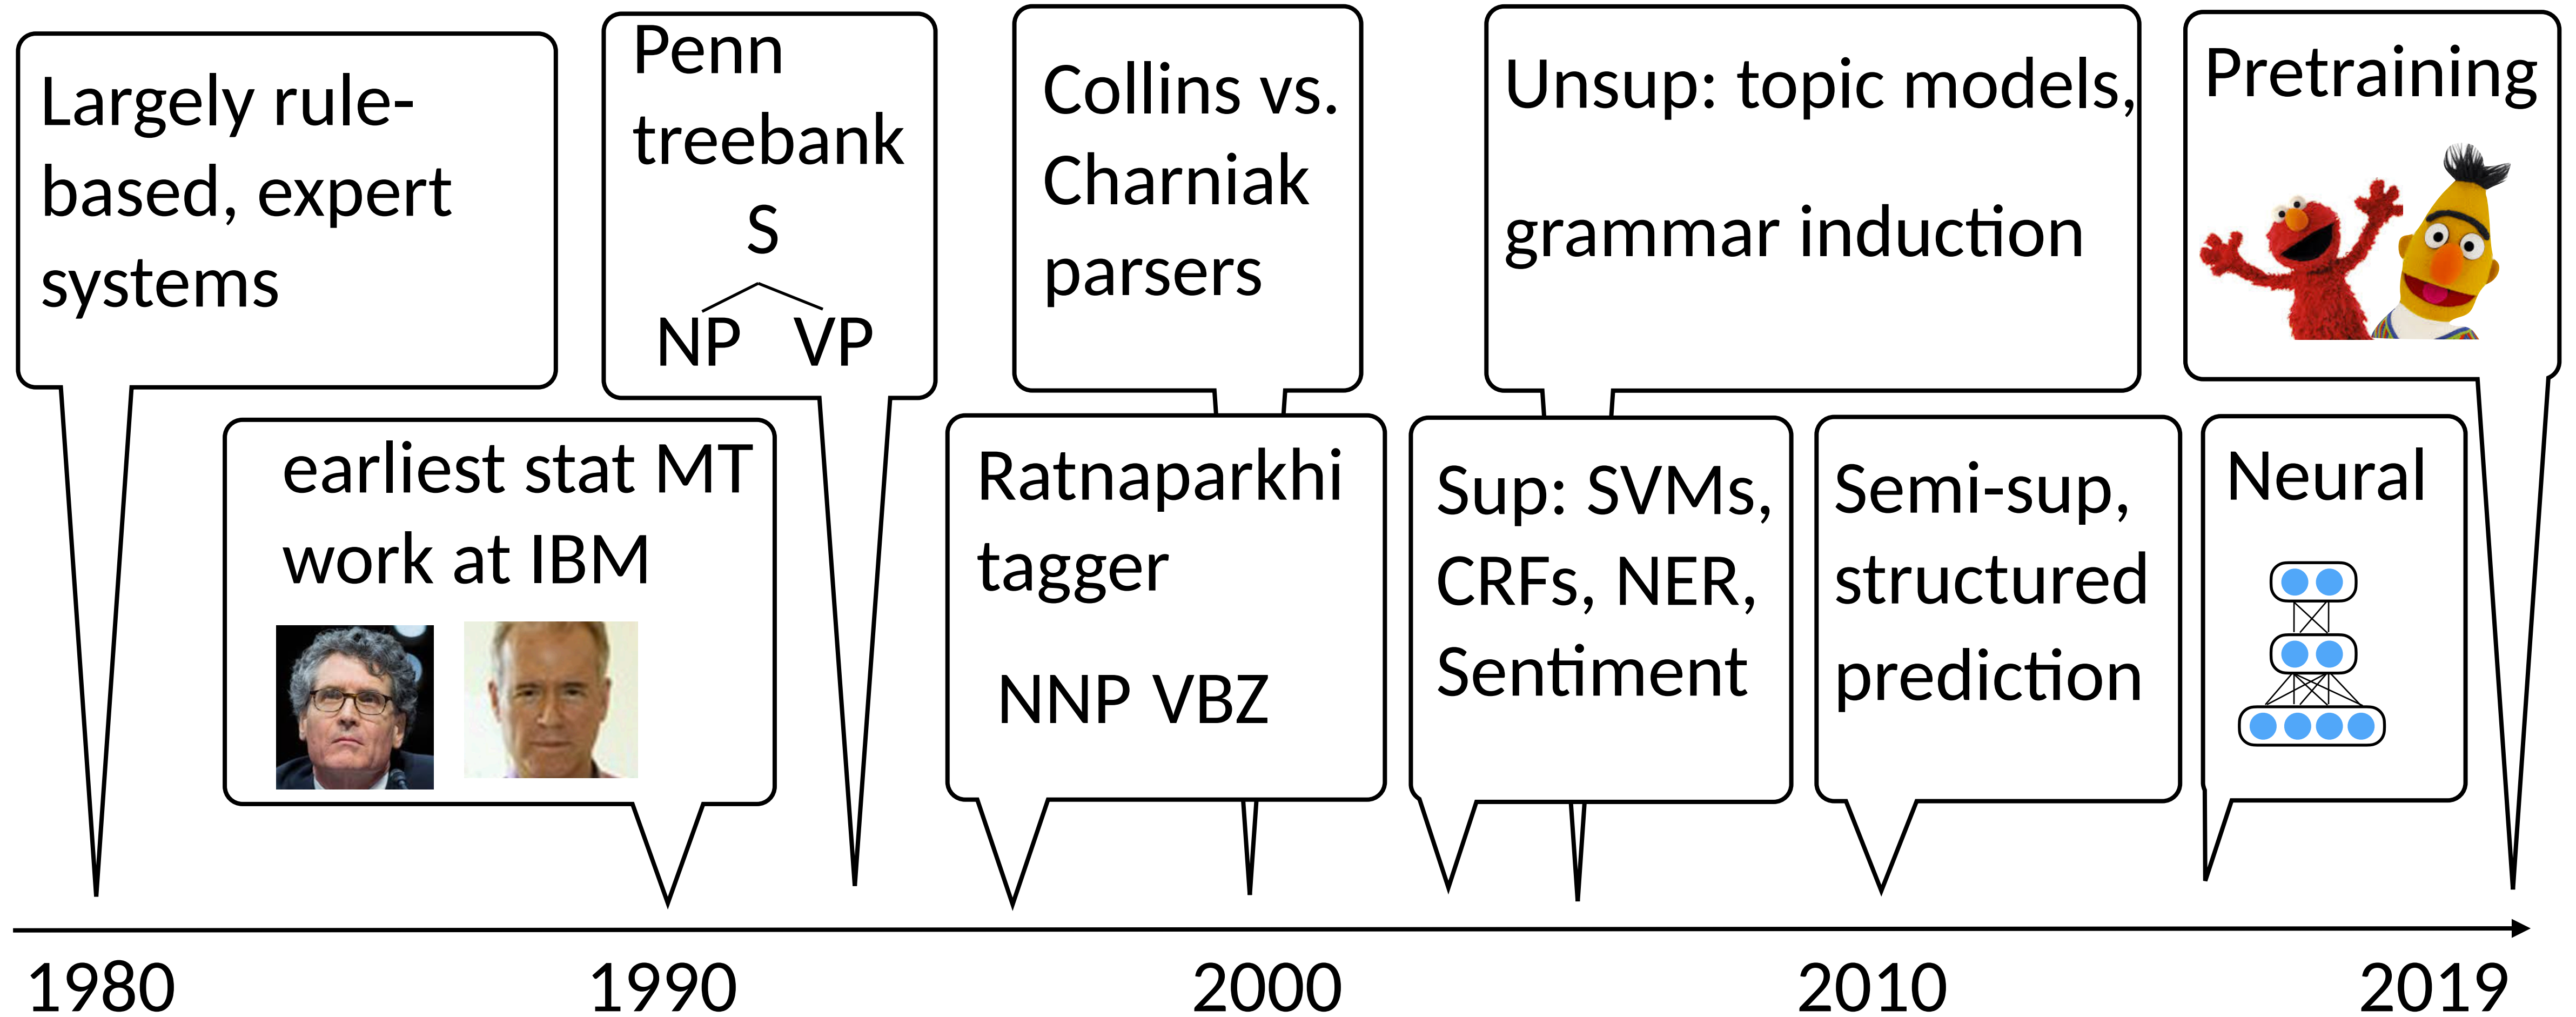 Largely rule-
based, expert
systems
earliest stat MT
work at IBM
Penn
treebank
S
NP VP
Collins vs.
Charniak
parsers
Ratnaparkhi
tagger
NNP VBZ
Unsup: topic models,
grammar induction
Sup: SVMs,
CRFs, NER,
Sentiment
Semi-sup,
structured
prediction
Pretraining
Neural
1980 1990 2000 2010 2019